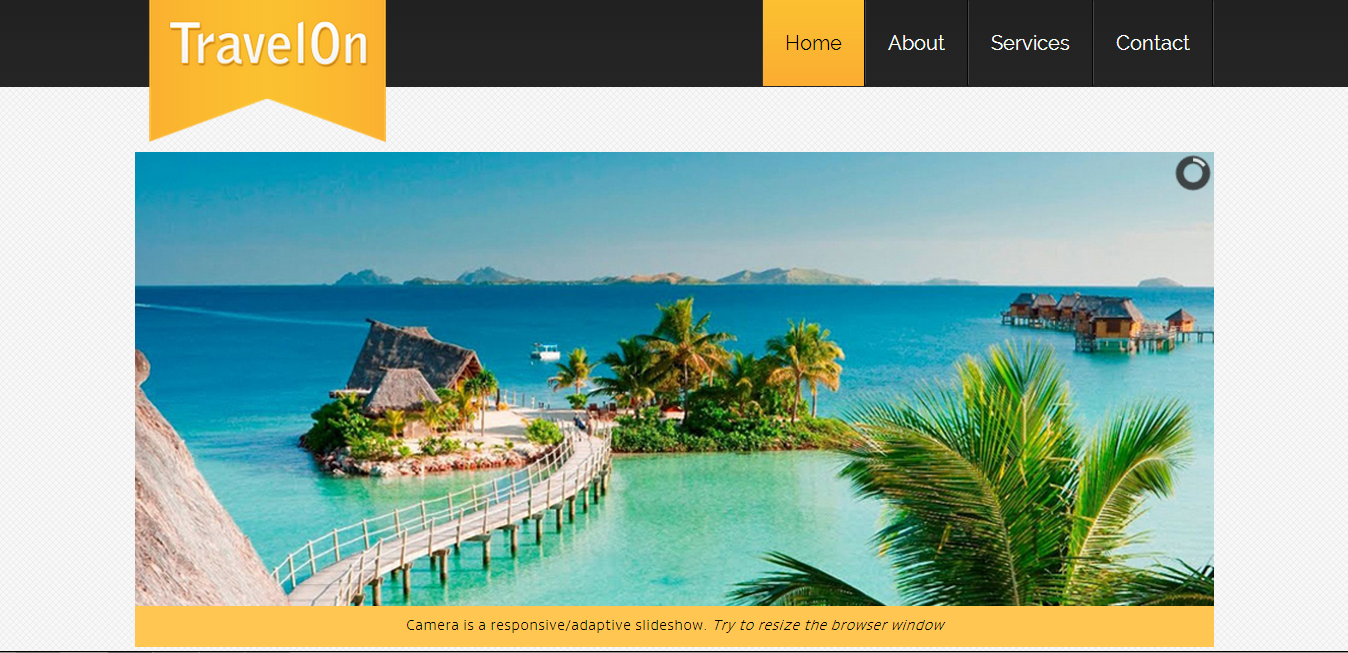 TravelOn
Home About Services Contact
Camera is a responsive/adaptive slideshow. Try to resize the browser window